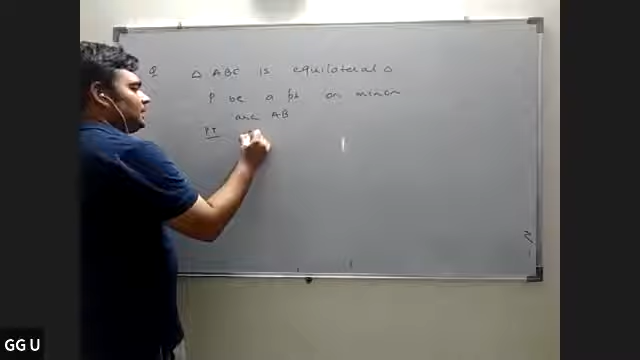 Q △ ABC is equilateral △
P be a pt on minor
arc AB
PT
GG U